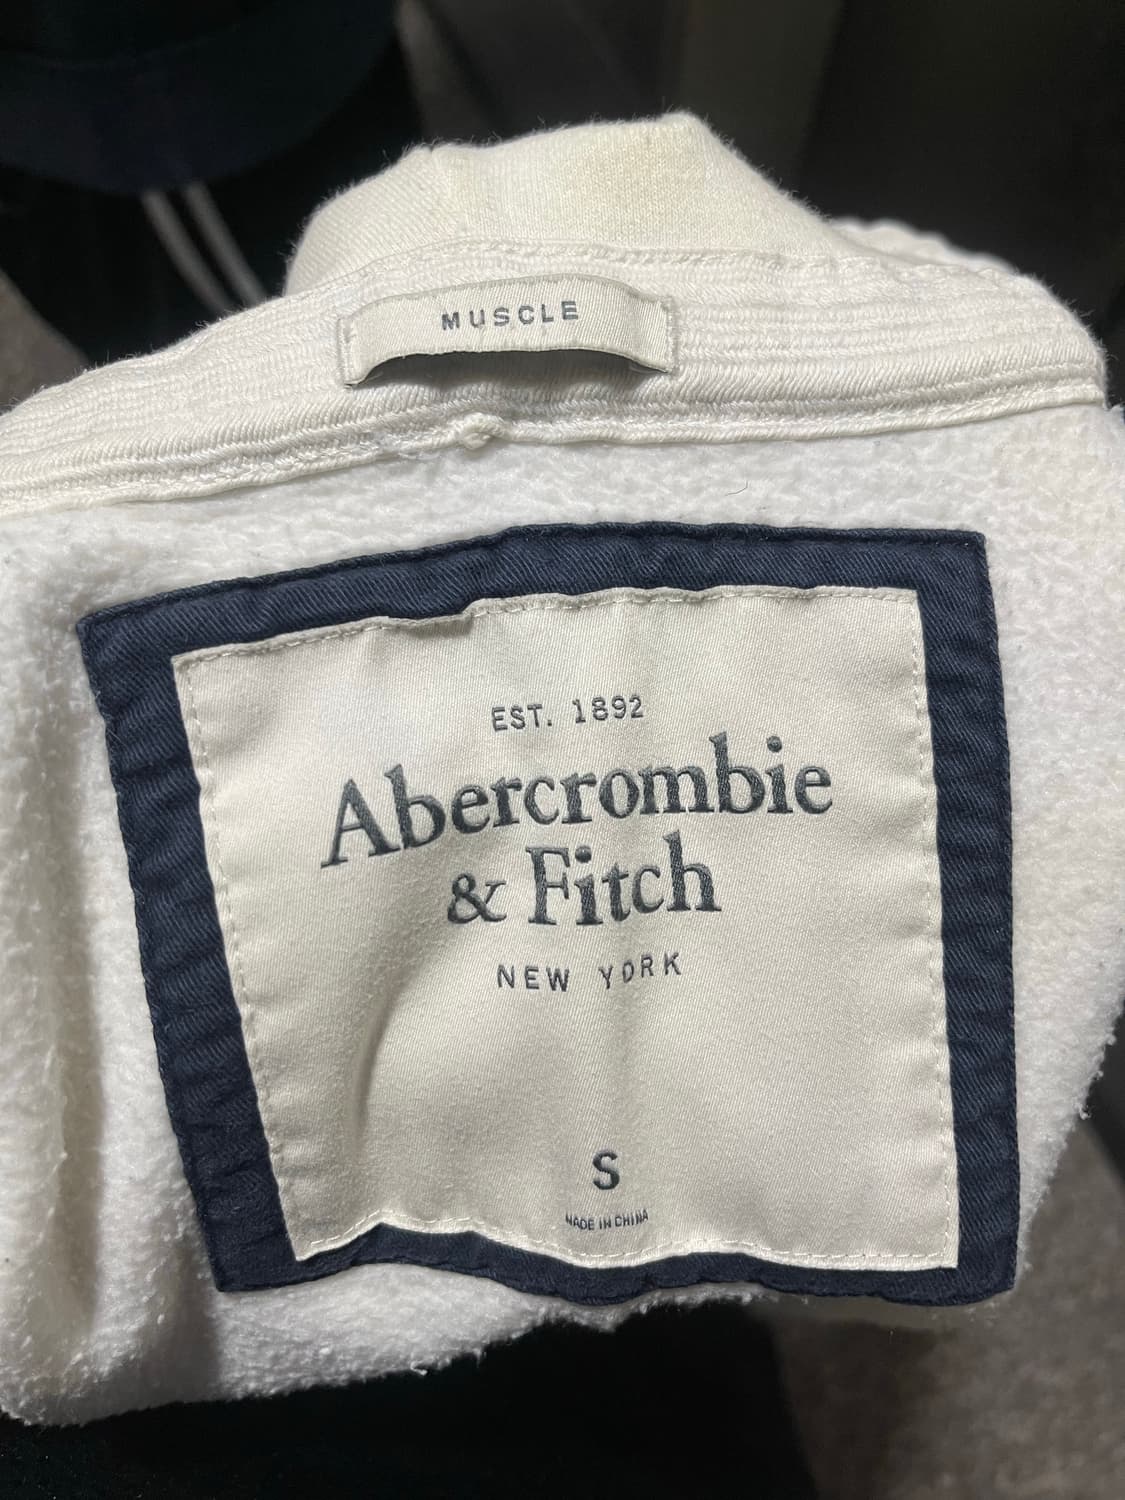 MUSCLE
EST. 1892
Abercrombie
& Fitch
NEW YORK
S
MADE IN CHINA